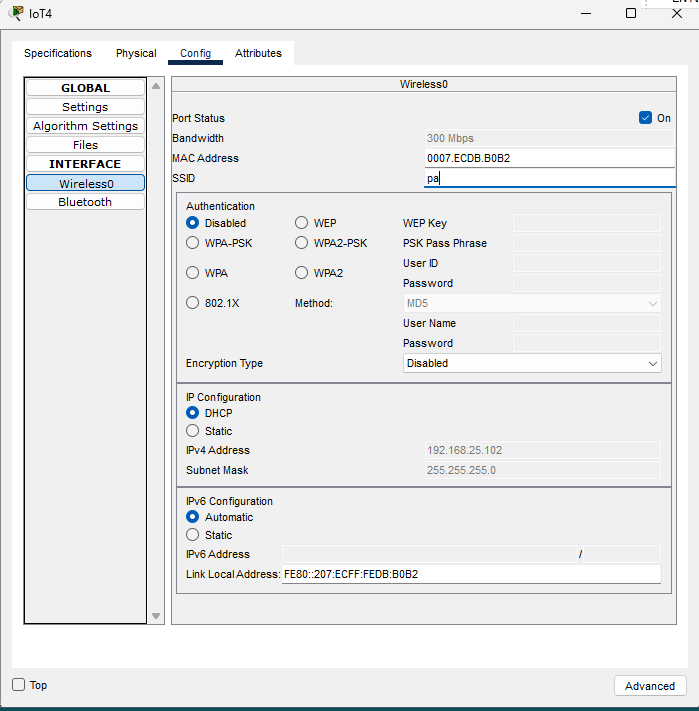 IoT4
Specifications Physical Config Attributes
GLOBAL
Settings
Algorithm Settings
Files
INTERFACE
Wireless0
Bluetooth
Wireless0
Port Status On
Bandwidth 300 Mbps
MAC Address 0007.ECDB.B0B2
SSID pa
Authentication
Disabled WEP WEP Key
WPA-PSK WPA2-PSK PSK Pass Phrase
User ID
WPA WPA2
Password
802.1X Method: MD5
User Name
Password
Encryption Type Disabled
IP Configuration
DHCP
Static
IPv4 Address 192.168.25.102
Subnet Mask 255.255.255.0
IPv6 Configuration
Automatic
Static
IPv6 Address /
Link Local Address: FE80::207:ECFF:FEDB:B0B2
Top Advanced